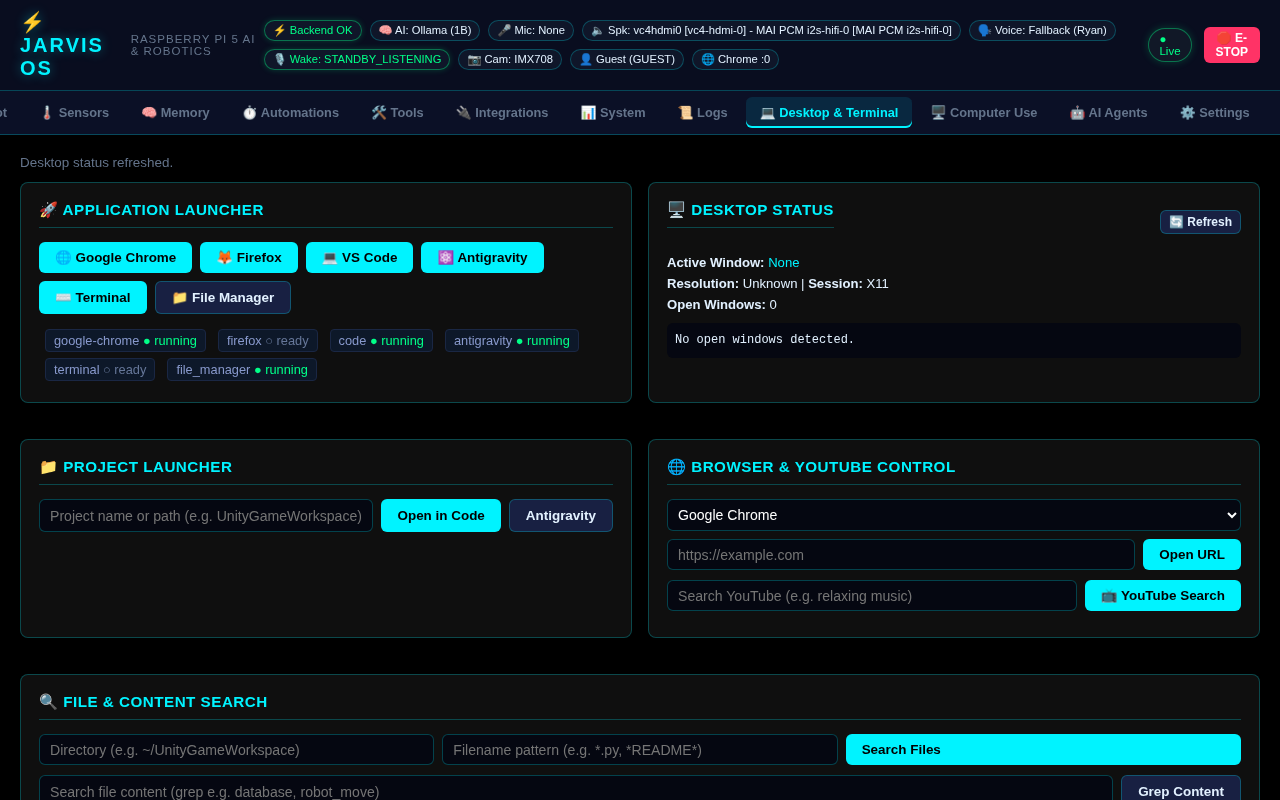 ⚡ JARVIS OS
RASPBERRY PI 5 AI & ROBOTICS
⚡ Backend OK
🧠 AI: Ollama (1B)
🎤 Mic: None
🔈 Spk: vc4hdmi0 [vc4-hdmi-0] - MAI PCM i2s-hifi-0 [MAI PCM i2s-hifi-0]
🗣️ Voice: Fallback (Ryan)
🎙️ Wake: STANDBY_LISTENING
📷 Cam: IMX708
👤 Guest (GUEST)
🌐 Chrome :0
● Live
🛑 E-STOP
ot
🌡️ Sensors
🧠 Memory
⏱️ Automations
🛠️ Tools
🔌 Integrations
📊 System
📜 Logs
💻 Desktop & Terminal
🖥️ Computer Use
🤖 AI Agents
⚙️ Settings
Desktop status refreshed.
🚀 APPLICATION LAUNCHER
🌐 Google Chrome
🦊 Firefox
💻 VS Code
⚛️ Antigravity
⌨️ Terminal
📁 File Manager
google-chrome ● running
firefox ○ ready
code ● running
antigravity ● running
terminal ○ ready
file_manager ● running
🖥️ DESKTOP STATUS
🔄 Refresh
Active Window: None
Resolution: Unknown | Session: X11
Open Windows: 0
No open windows detected.
📁 PROJECT LAUNCHER
Project name or path (e.g. UnityGameWorkspace)
Open in Code
Antigravity
🌐 BROWSER & YOUTUBE CONTROL
Google Chrome
https://example.com
Open URL
Search YouTube (e.g. relaxing music)
📺 YouTube Search
🔍 FILE & CONTENT SEARCH
Directory (e.g. ~/UnityGameWorkspace)
Filename pattern (e.g. *.py, *README*)
Search Files
Search file content (grep e.g. database, robot_move)
Grep Content